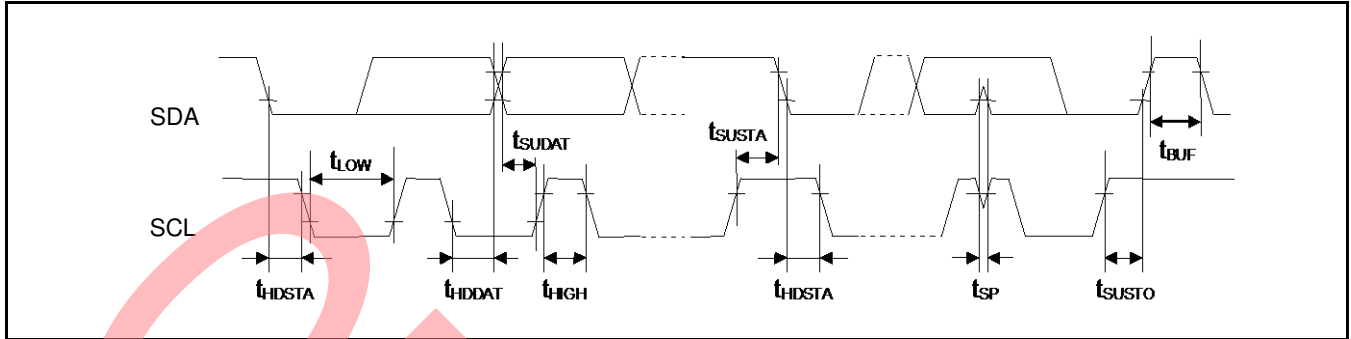 SDA
tSUDAT
tSUSTA
tBUF
tLOW
SCL
tHDSTA
tHDDAT
tHIGH
tHDSTA
tSP
tSUSTO